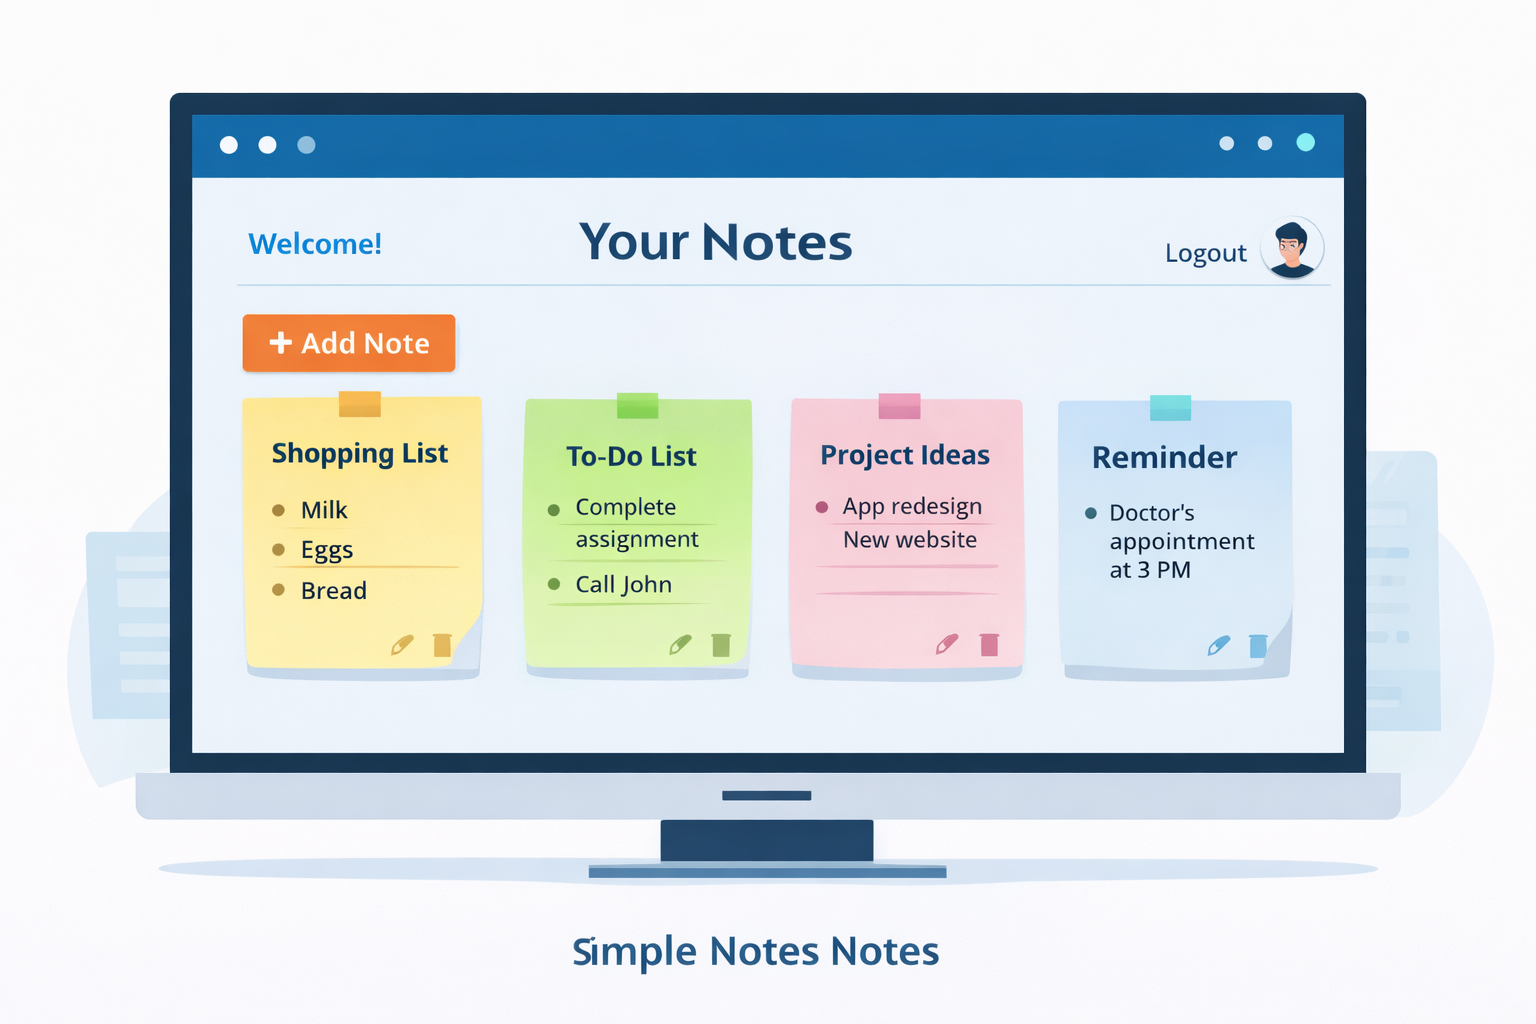 Welcome!
Your Notes
Logout
+ Add Note
Shopping List
• Milk
• Eggs
• Bread
To-Do List
• Complete
assignment
• Call John
Project Ideas
• App redesign
New website
Reminder
• Doctor's
appointment
at 3 PM
Simple Notes Notes